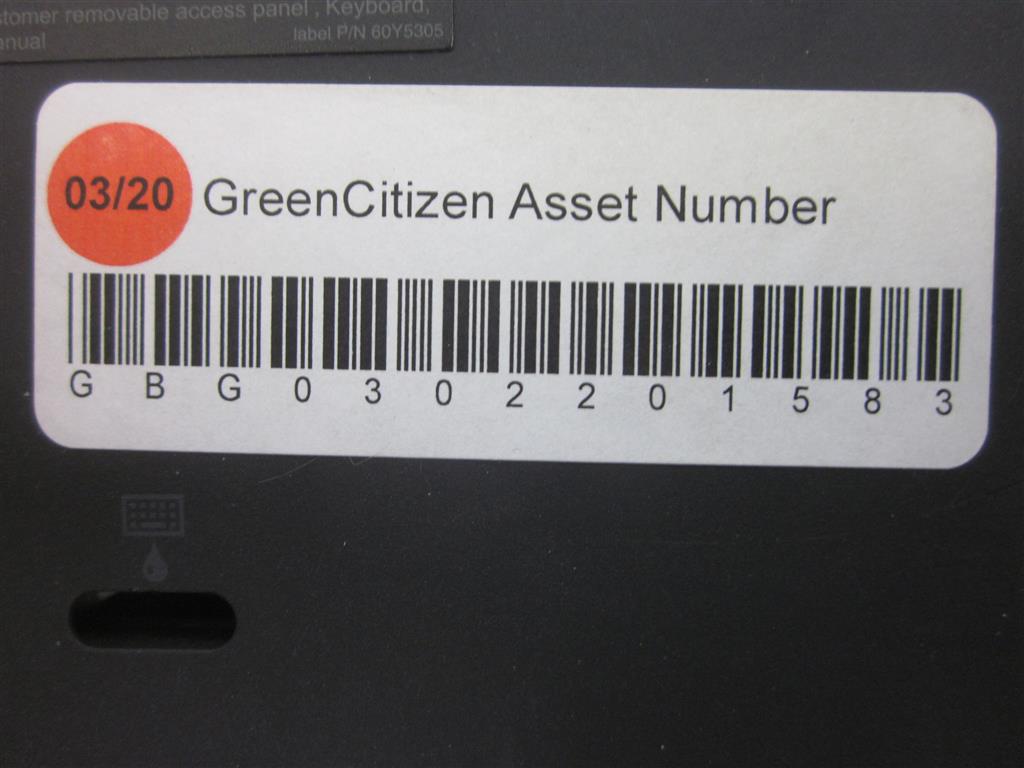 stomer removable access panel , Keyboard,
anual
label P/N 60Y5305
03/20
GreenCitizen Asset Number
G B G 0 3 0 2 2 0 1 5 8 3